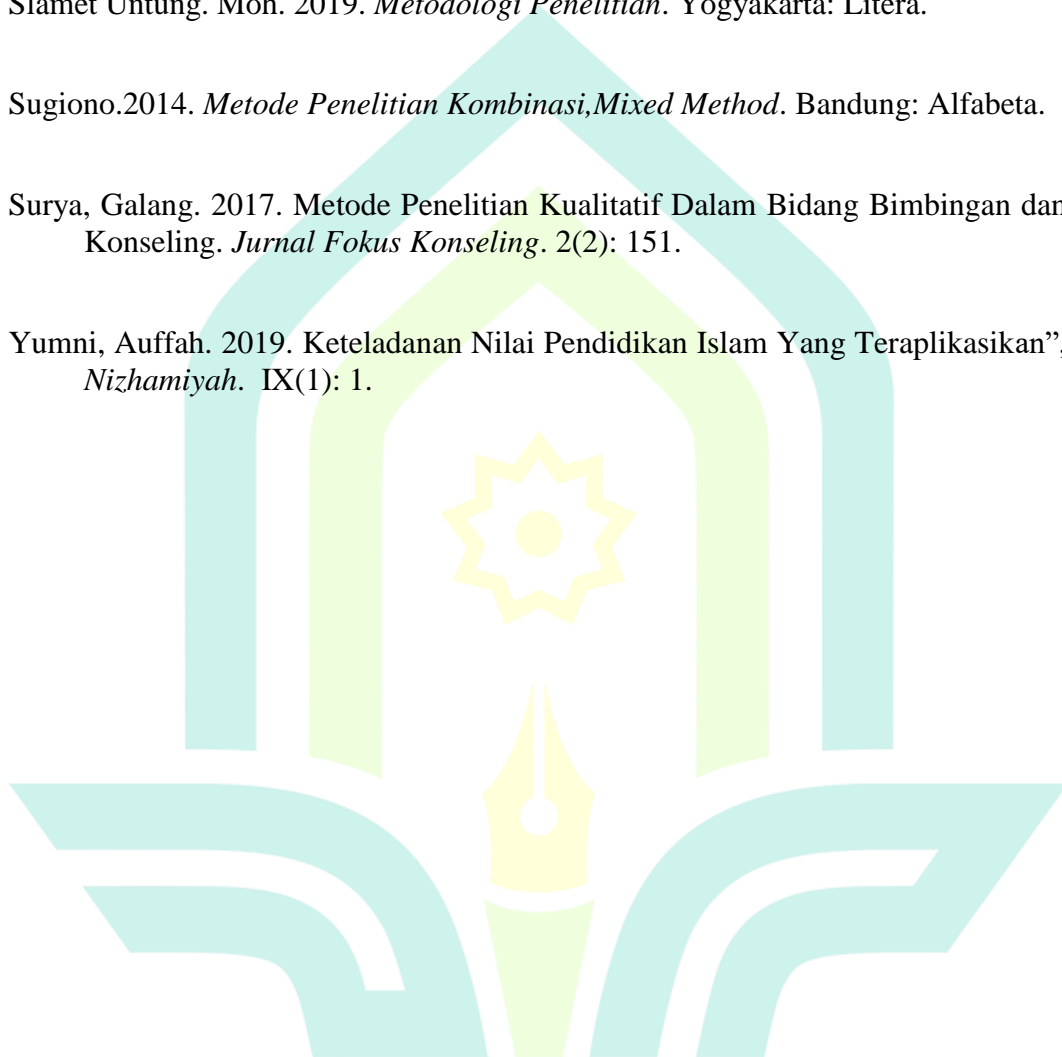 Slamet Untung. Moh. 2019. Metodologi Penelitian. Yogyakarta: Litera.
Sugiono.2014. Metode Penelitian Kombinasi,Mixed Method. Bandung: Alfabeta.
Surya, Galang. 2017. Metode Penelitian Kualitatif Dalam Bidang Bimbingan dan
Konseling. Jurnal Fokus Konseling. 2(2): 151.
Yumni, Auffah. 2019. Keteladanan Nilai Pendidikan Islam Yang Teraplikasikan”,
Nizhamiyah. IX(1): 1.